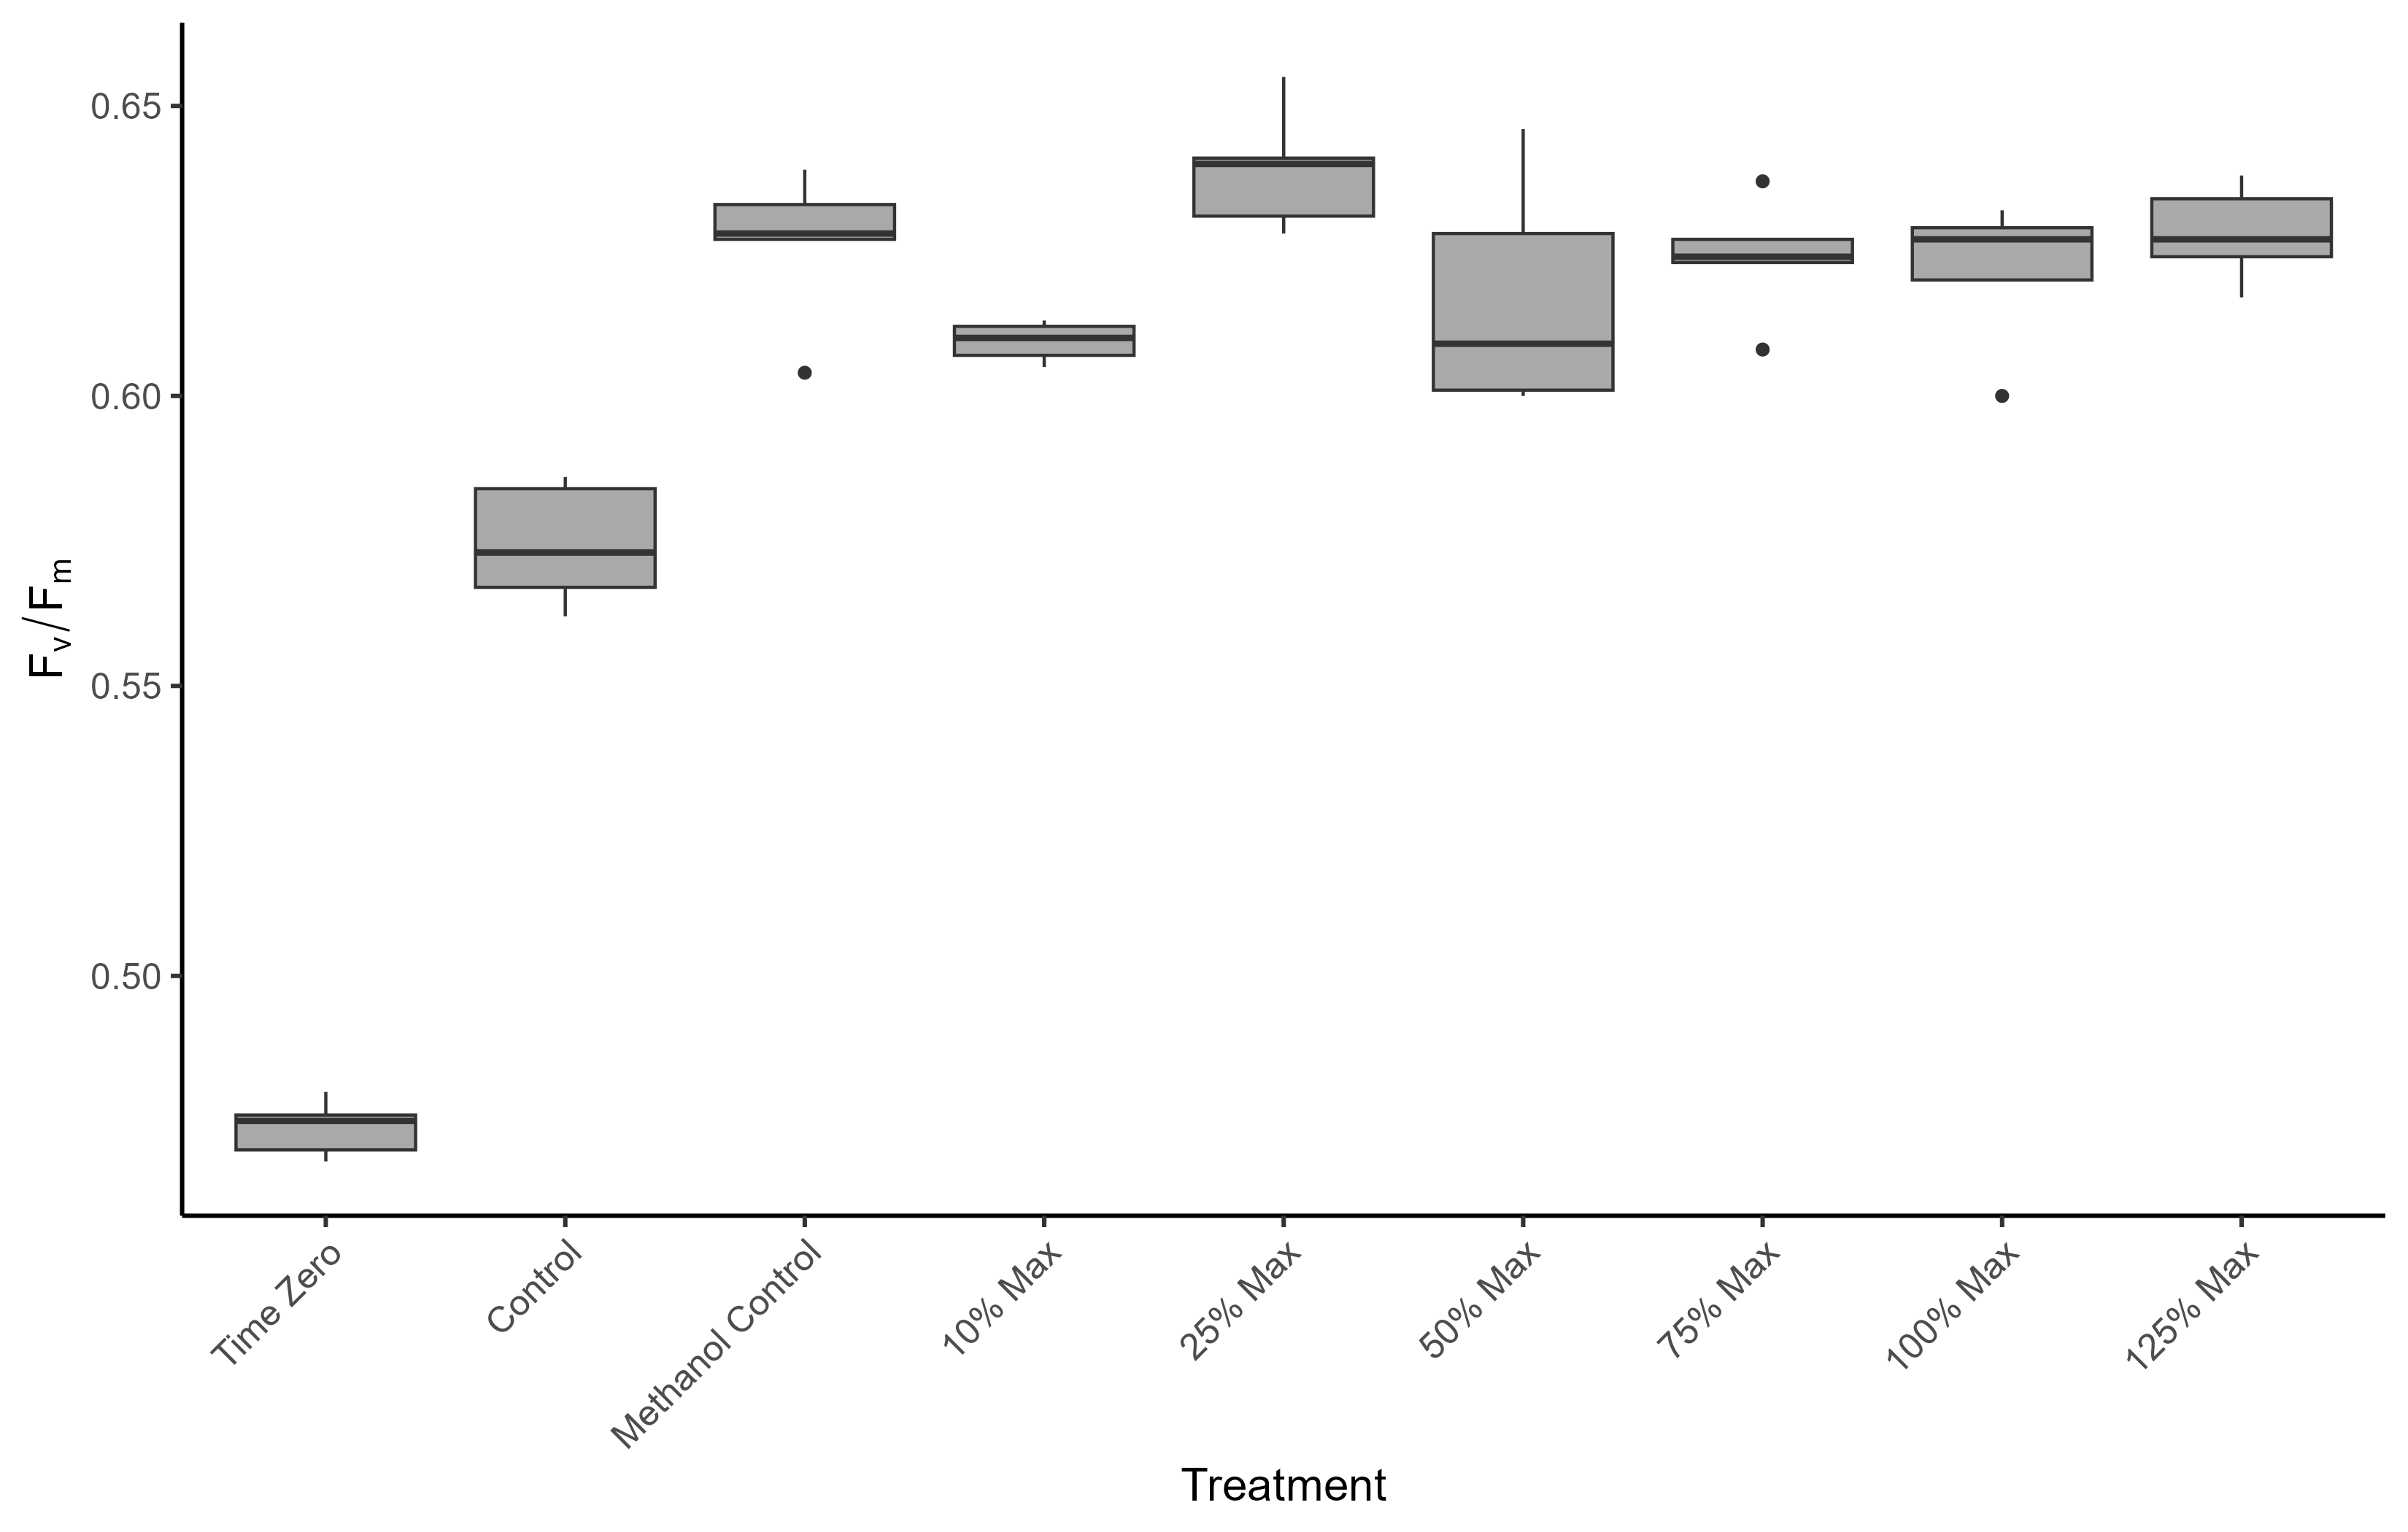 0.65
0.60
0.55
0.50
Fv/Fm
Time Zero
Control
Methanol Control
10% Max
25% Max
50% Max
75% Max
100% Max
125% Max
Treatment